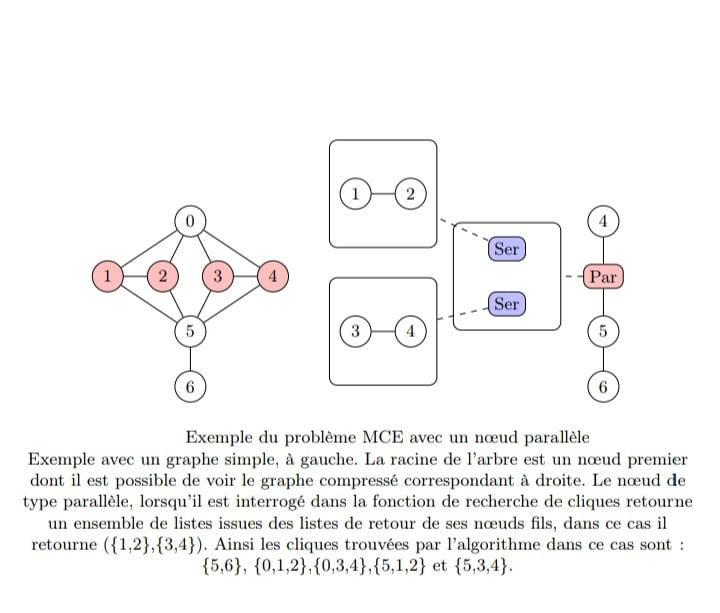 0
1 2 3 4
5
6
1 2
3 4
Ser
Ser
4
Par
5
6
Exemple du problème MCE avec un nœud parallèle
Exemple avec un graphe simple, à gauche. La racine de l'arbre est un nœud premier
dont il est possible de voir le graphe compressé correspondant à droite. Le nœud de
type parallèle, lorsqu'il est interrogé dans la fonction de recherche de cliques retourne
un ensemble de listes issues des listes de retour de ses nœuds fils, dans ce cas il
retourne ({1,2},{3,4}). Ainsi les cliques trouvées par l'algorithme dans ce cas sont :
{5,6}, {0,1,2},{0,3,4},{5,1,2} et {5,3,4}.